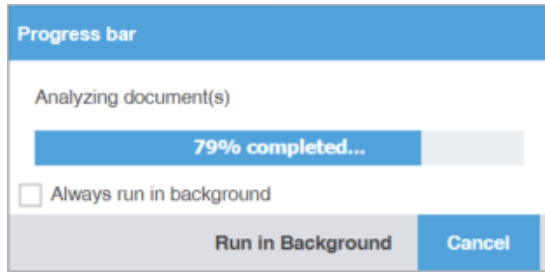 Progress bar
Analyzing document(s)
79% completed...
Always run in background
Run in Background Cancel